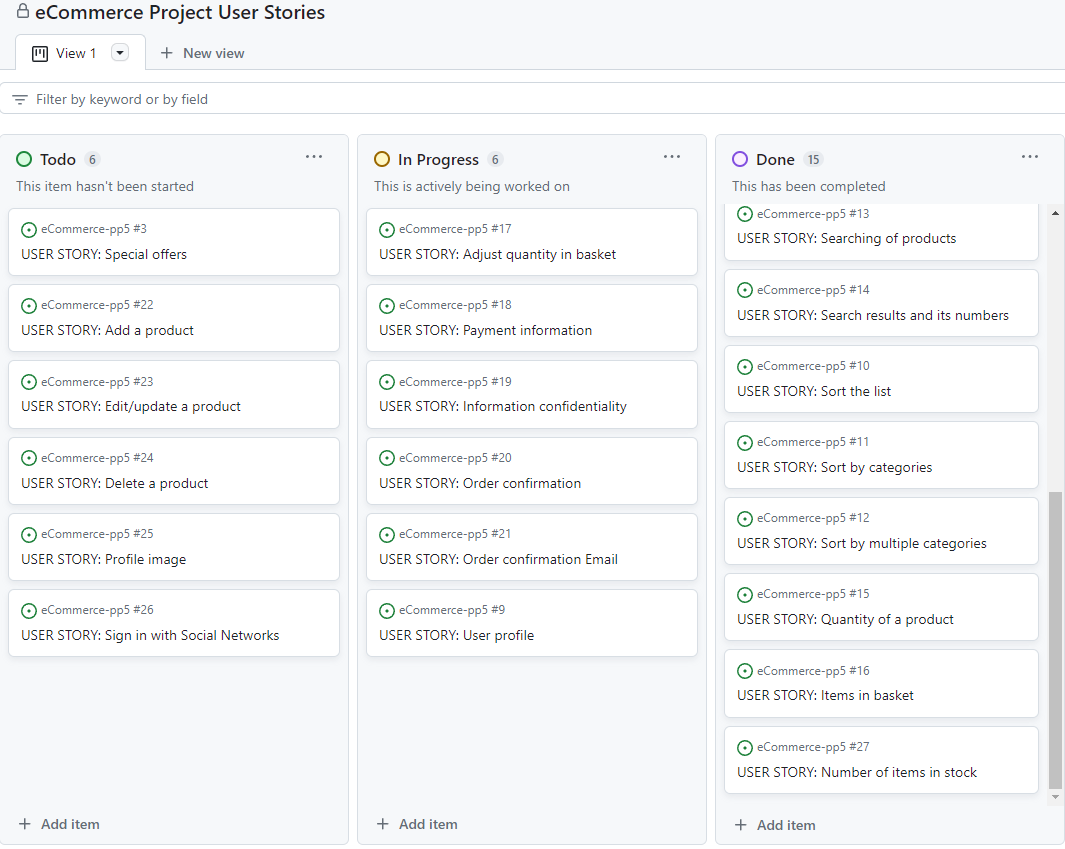 eCommerce Project User Stories
View 1
New view
Filter by keyword or by field
Todo 6
This item hasn't been started
eCommerce-pp5 #3
USER STORY: Special offers
eCommerce-pp5 #22
USER STORY: Add a product
eCommerce-pp5 #23
USER STORY: Edit/update a product
eCommerce-pp5 #24
USER STORY: Delete a product
eCommerce-pp5 #25
USER STORY: Profile image
eCommerce-pp5 #26
USER STORY: Sign in with Social Networks
Add item
In Progress 6
This is actively being worked on
eCommerce-pp5 #17
USER STORY: Adjust quantity in basket
eCommerce-pp5 #18
USER STORY: Payment information
eCommerce-pp5 #19
USER STORY: Information confidentiality
eCommerce-pp5 #20
USER STORY: Order confirmation
eCommerce-pp5 #21
USER STORY: Order confirmation Email
eCommerce-pp5 #9
USER STORY: User profile
Add item
Done 15
This has been completed
eCommerce-pp5 #13
USER STORY: Searching of products
eCommerce-pp5 #14
USER STORY: Search results and its numbers
eCommerce-pp5 #10
USER STORY: Sort the list
eCommerce-pp5 #11
USER STORY: Sort by categories
eCommerce-pp5 #12
USER STORY: Sort by multiple categories
eCommerce-pp5 #15
USER STORY: Quantity of a product
eCommerce-pp5 #16
USER STORY: Items in basket
eCommerce-pp5 #27
USER STORY: Number of items in stock
Add item